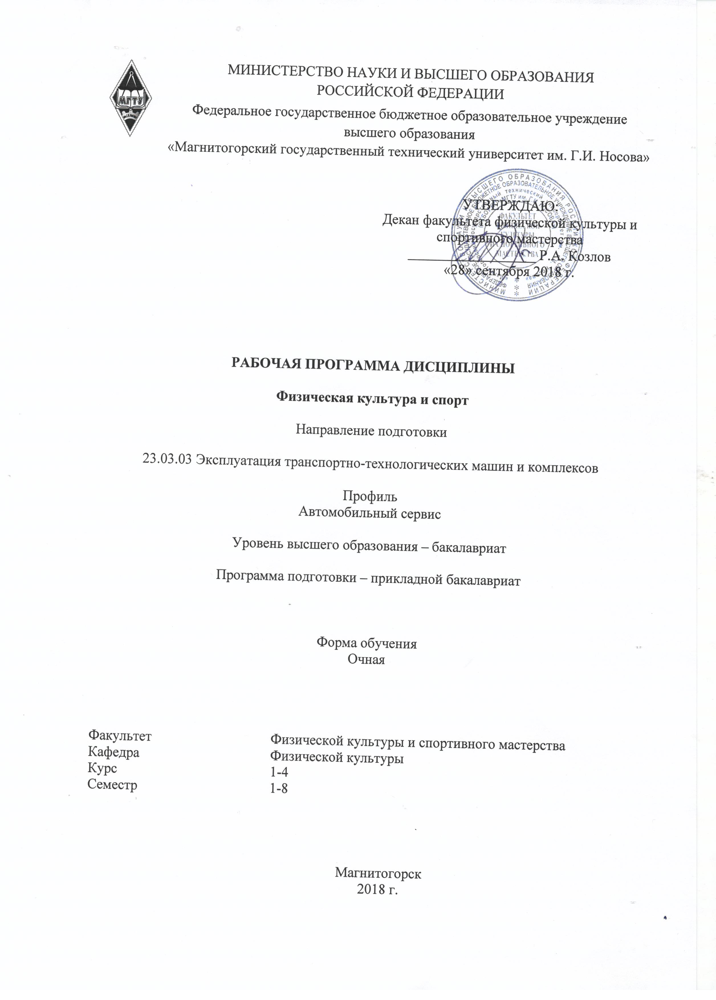 МИНИСТЕРСТВО НАУКИ И ВЫСШЕГО ОБРАЗОВАНИЯ
РОССИЙСКОЙ ФЕДЕРАЦИИ
Федеральное государственное бюджетное образовательное учреждение
высшего образования
«Магнитогорский государственный технический университет им. Г.И. Носова»
МГТУ
УТВЕРЖДАЮ:
Декан факультета физической культуры и
спортивного мастерства
Р.А. Козлов
«28» сентября 2018 г.
РАБОЧАЯ ПРОГРАММА ДИСЦИПЛИНЫ
Физическая культура и спорт
Направление подготовки
23.03.03 Эксплуатация транспортно-технологических машин и комплексов
Профиль
Автомобильный сервис
Уровень высшего образования – бакалавриат
Программа подготовки – прикладной бакалавриат
Форма обучения
Очная
Факультет Физической культуры и спортивного мастерства
Кафедра Физической культуры
Курс 1-4
Семестр 1-8
Магнитогорск
2018 г.